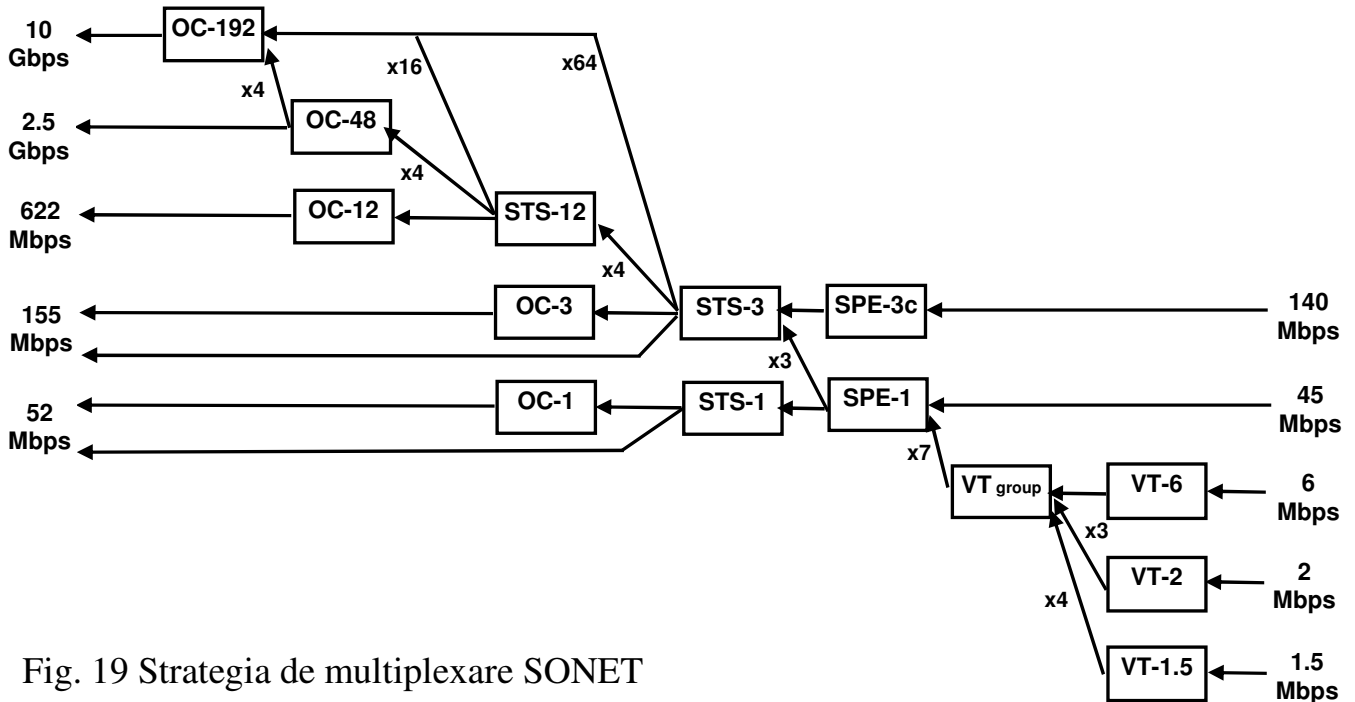 10
Gbps
OC-192
x16
x64
x4
2.5
Gbps
OC-48
x4
622
Mbps
OC-12
STS-12
x4
155
Mbps
OC-3
STS-3
SPE-3c
140
Mbps
x3
52
Mbps
OC-1
STS-1
SPE-1
45
Mbps
x7
VT group
VT-6
6
Mbps
x3
VT-2
2
Mbps
x4
VT-1.5
1.5
Mbps
Fig. 19 Strategia de multiplexare SONET